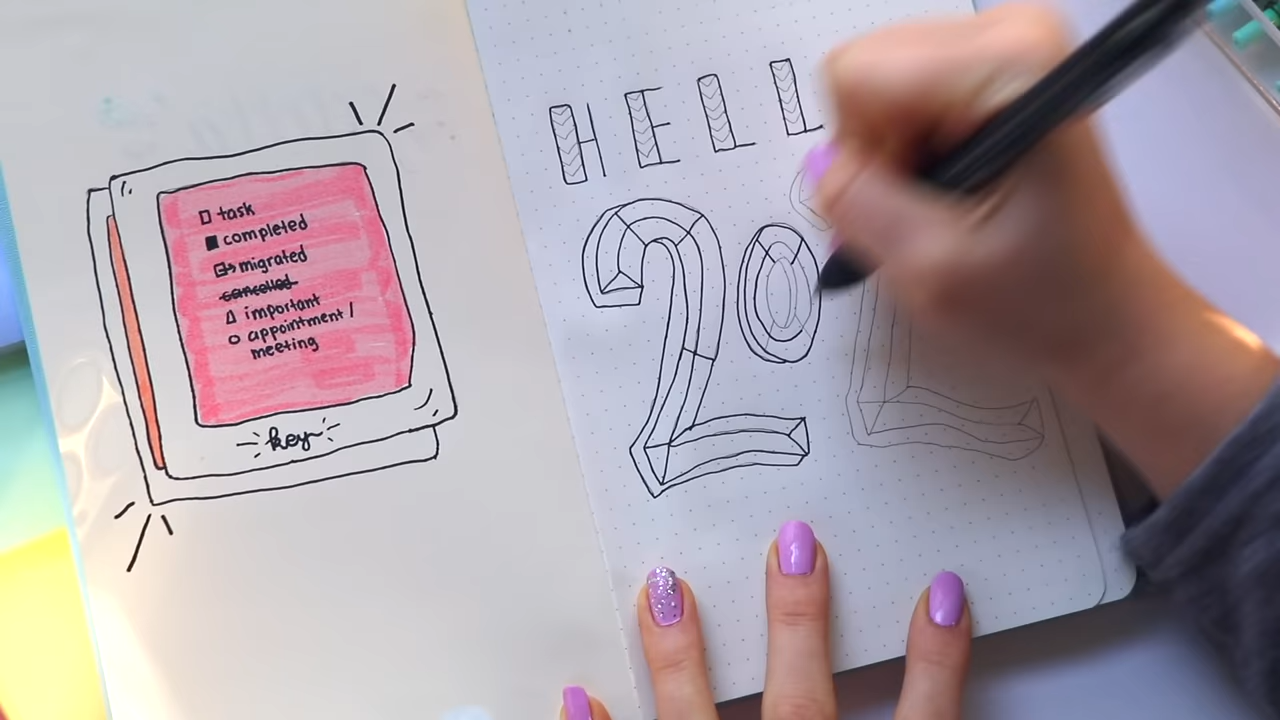 task
completed
migrated
cancelled
important
appointment /
meeting
key
HELL
20